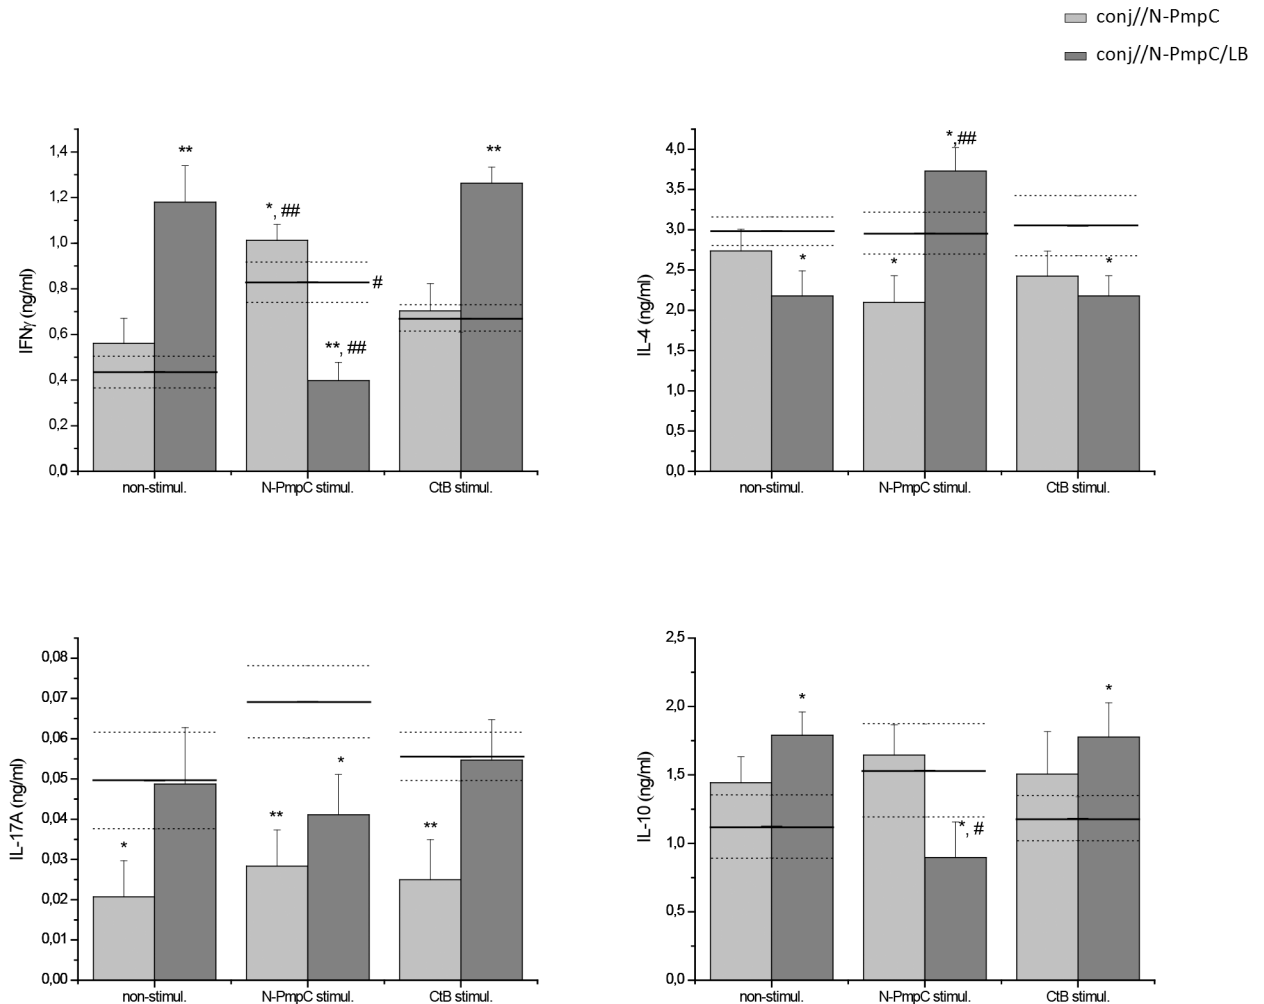 conj//N-PmpC
conj//N-PmpC/LB
IFNγ (ng/ml)
1,4
1,2
1,0
0,8
0,6
0,4
0,2
0,0
**
*, ##
#
**, ##
**
non-stimul.
N-PmpC stimul.
CtB stimul.
IL-4 (ng/ml)
4,0
3,5
3,0
2,5
2,0
1,5
1,0
0,5
0,0
*
*
*,##
*
non-stimul.
N-PmpC stimul.
CtB stimul.
IL-17A (ng/ml)
0,08
0,07
0,06
0,05
0,04
0,03
0,02
0,01
0,00
*
**
*
**
non-stimul.
N-PmpC stimul.
CtB stimul.
IL-10 (ng/ml)
2,5
2,0
1,5
1,0
0,5
0,0
*
*, #
*
non-stimul.
N-PmpC stimul.
CtB stimul.